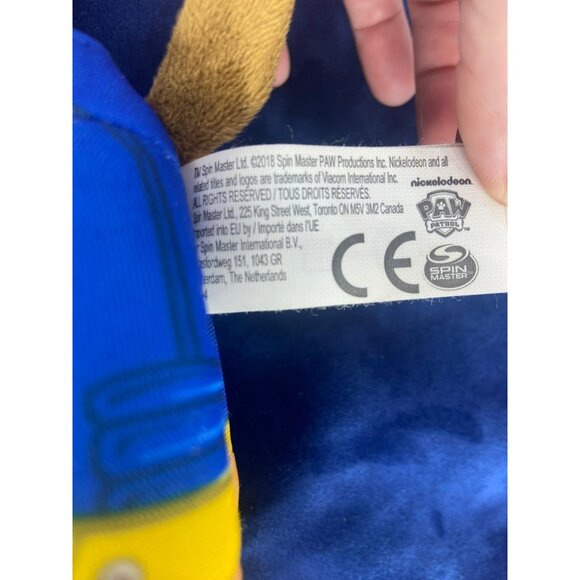 ™ Spin Master Ltd. ©2018 Spin Master PAW Productions Inc. Nickelodeon and all
related titles and logos are trademarks of Viacom International Inc.
ALL RIGHTS RESERVED / TOUS DROITS RÉSERVÉS.
Spin Master Ltd., 225 King Street West, Toronto ON M5V 3M2 Canada
Imported into EU by / Importé dans l'UE
Spin Master International B.V.,
151, 1043 GR
The Netherlands
nickelodeon
PAW
PATROL™
CE
SPIN
MASTER